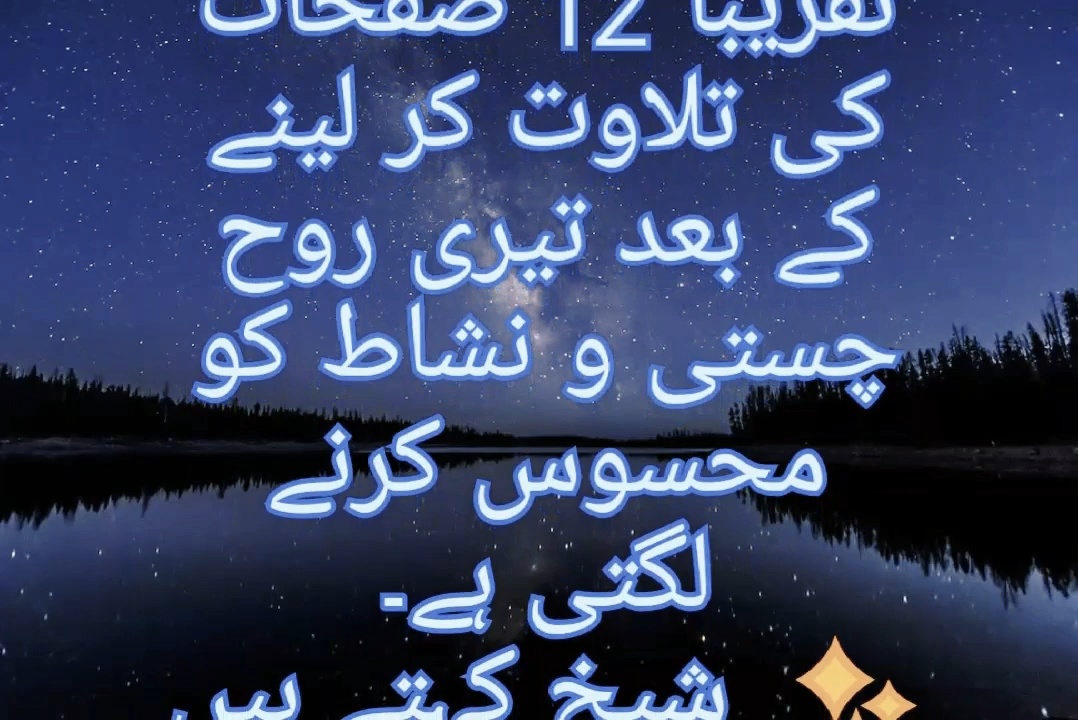 تقریبا 12 صفحات
کی تلاوت کر لینے
کے بعد تیری روح
چستی و نشاط کو
محسوس کرنے
لگتی ہے۔
شیخ کہتے ہیں